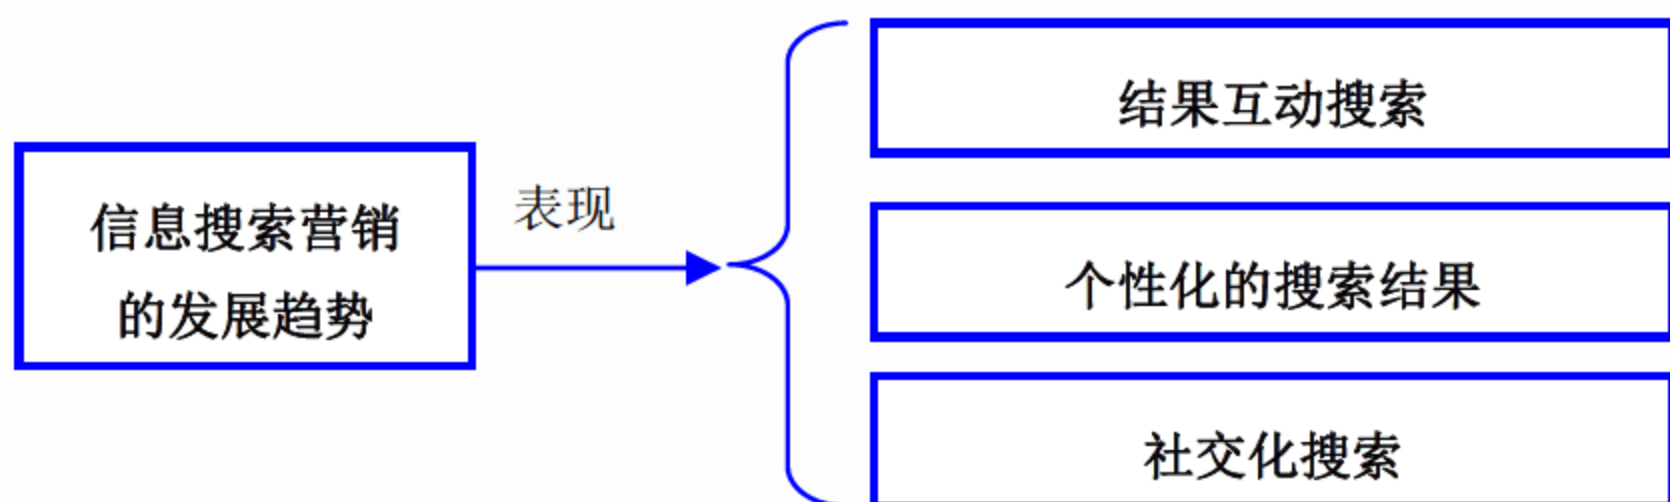 信息搜索营销
的发展趋势
表现
结果互动搜索
个性化的搜索结果
社交化搜索